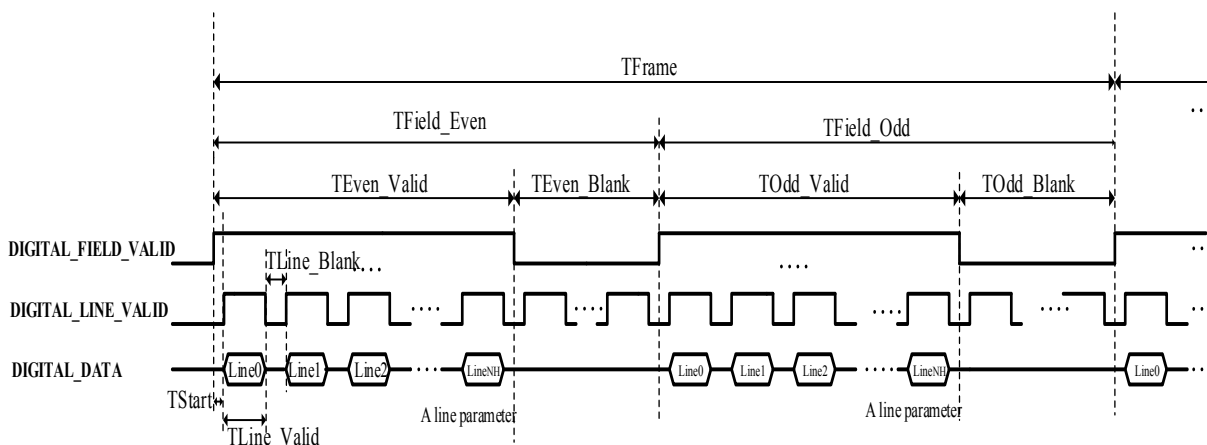 TFrame
. .
TField_Even
TField_Odd
TEven_Valid
TEven_Blank
TOdd_Valid
TOdd_Blank
DIGITAL_FIELD_VALID
TLine_Blank
....
....
. .
DIGITAL_LINE_VALID
....
....
....
....
..
DIGITAL_DATA
Line0
Line1
Line2
....
LineNH
Line0
Line1
Line2
....
LineNH
Line0
..
TStart
A line parameter
A line parameter
TLine_Valid